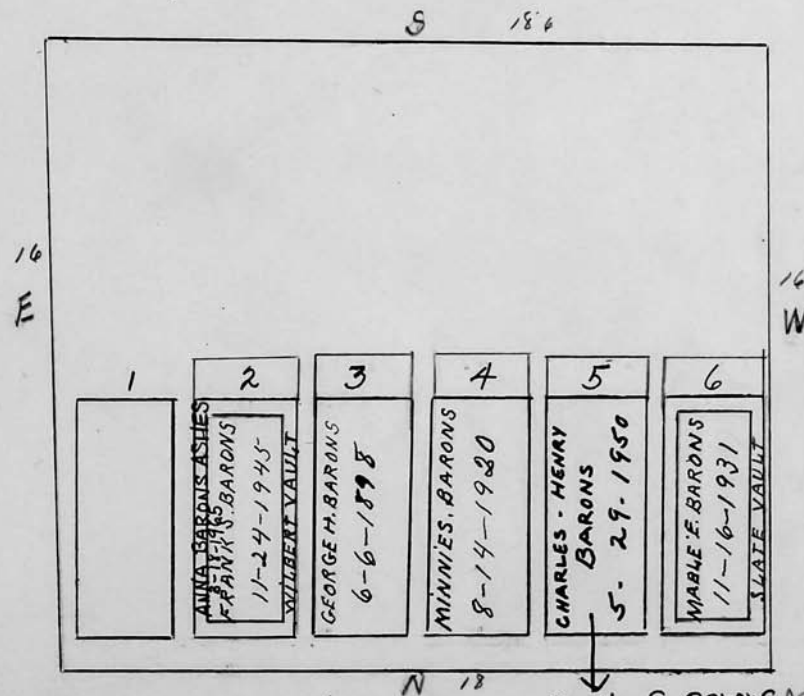 S 186
16
E
16
W
1
2
3
4
5
6
ANNA BARONS ASHES
FRANK J. BARONS
11-24-1945
WILBERT VAULT
GEORGE H. BARONS
6-6-1898
MINNIE S. BARONS
8-14-1920
CHARLES - HENRY
BARONS
5-29-1950
MABLE E. BARONS
11-16-1931
SLATE VAULT
N 18